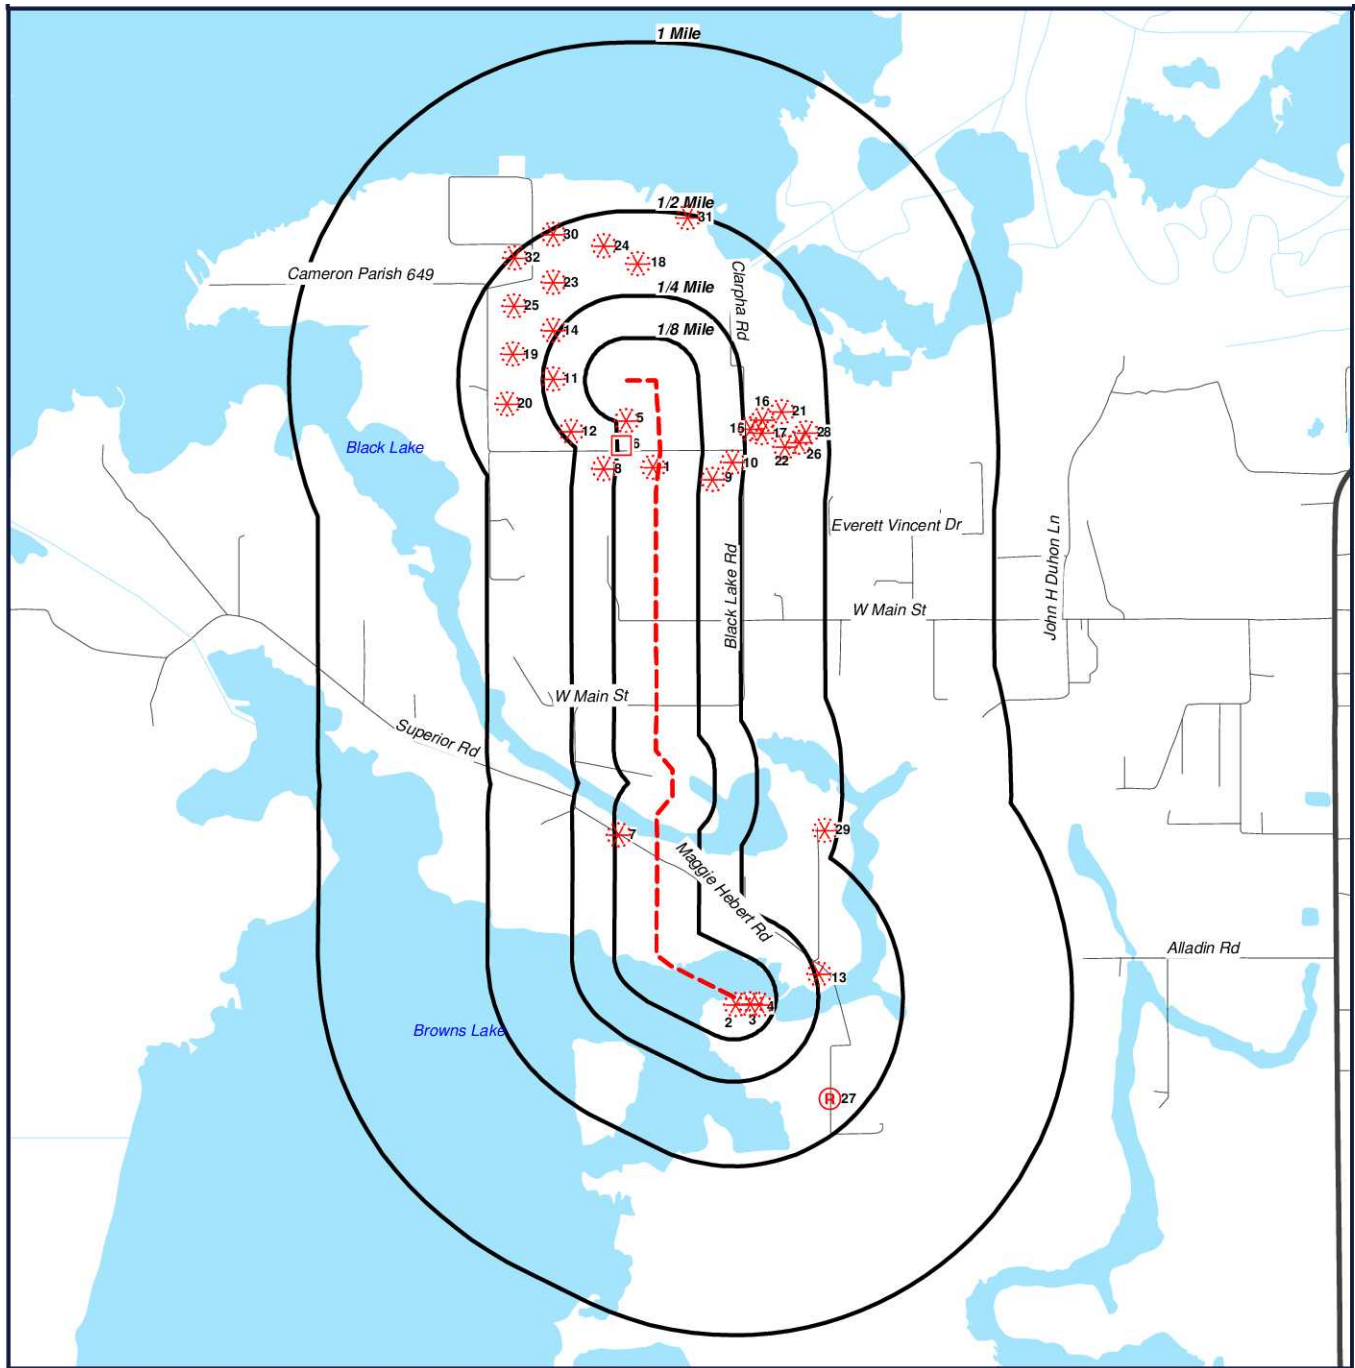 1 Mile
1/2 Mile
31
30
24
32
18
Cameron Parish 649
23
Clarpha Rd
1/4 Mile
25
14
1/8 Mile
19
11
20
16
21
5
12
15
17
28
6
22
26
Black Lake
L
10
8
1
9
Everett Vincent Dr
John H Duhon Ln
Black Lake Rd
W Main St
W Main St
Superior Rd
7
29
Maggie Hebert Rd
Alladin Rd
13
4
2
3
Browns Lake
R
27